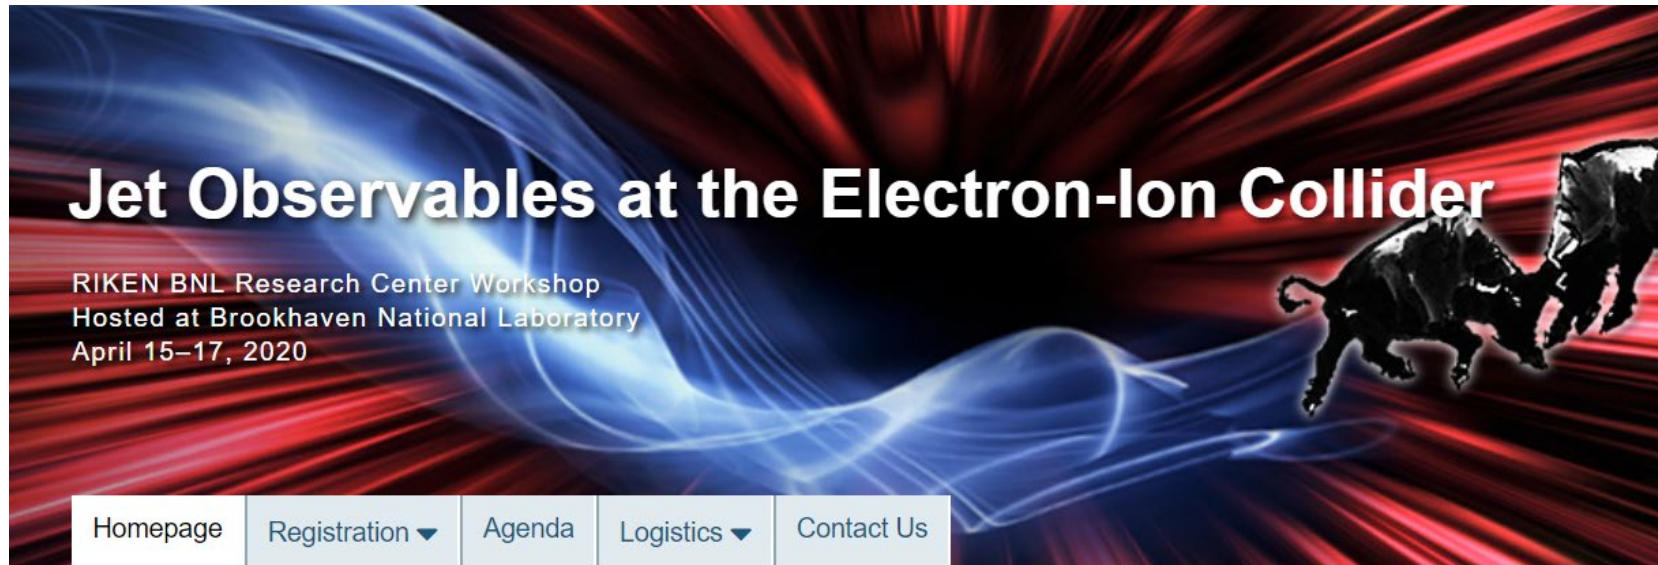 Jet Observables at the Electron-Ion Collider
RIKEN BNL Research Center Workshop
Hosted at Brookhaven National Laboratory
April 15–17, 2020
Homepage
Registration
Agenda
Logistics
Contact Us